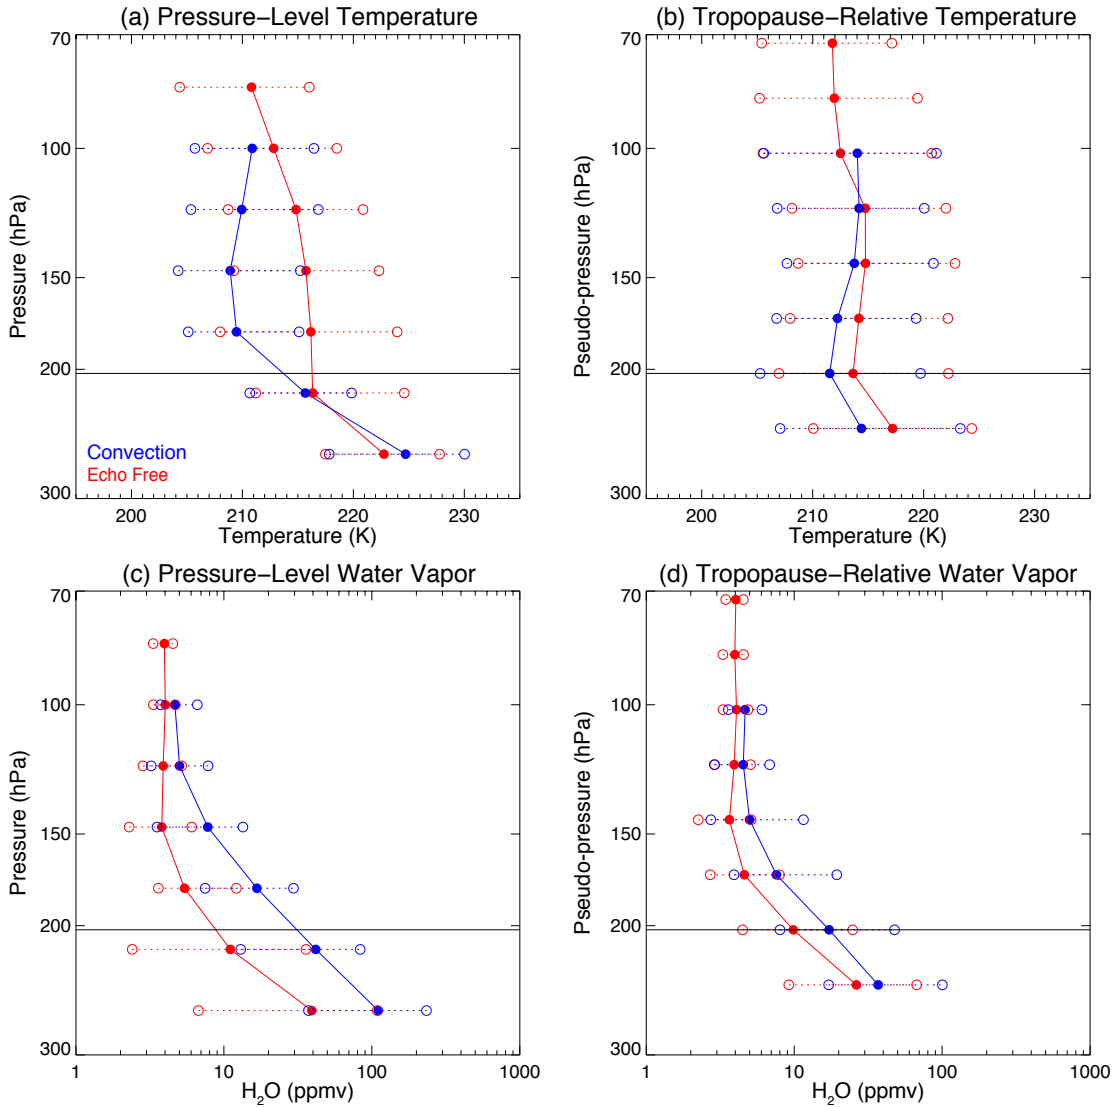 (a) Pressure−Level Temperature
70
100
150
200
300
Pressure (hPa)
Convection
Echo Free
200 210 220 230
Temperature (K)
(b) Tropopause−Relative Temperature
70
100
150
200
300
Pseudo-pressure (hPa)
200 210 220 230
Temperature (K)
(c) Pressure−Level Water Vapor
70
100
150
200
300
Pressure (hPa)
1 10 100 1000
H₂O (ppmv)
(d) Tropopause−Relative Water Vapor
70
100
150
200
300
Pseudo-pressure (hPa)
1 10 100 1000
H₂O (ppmv)